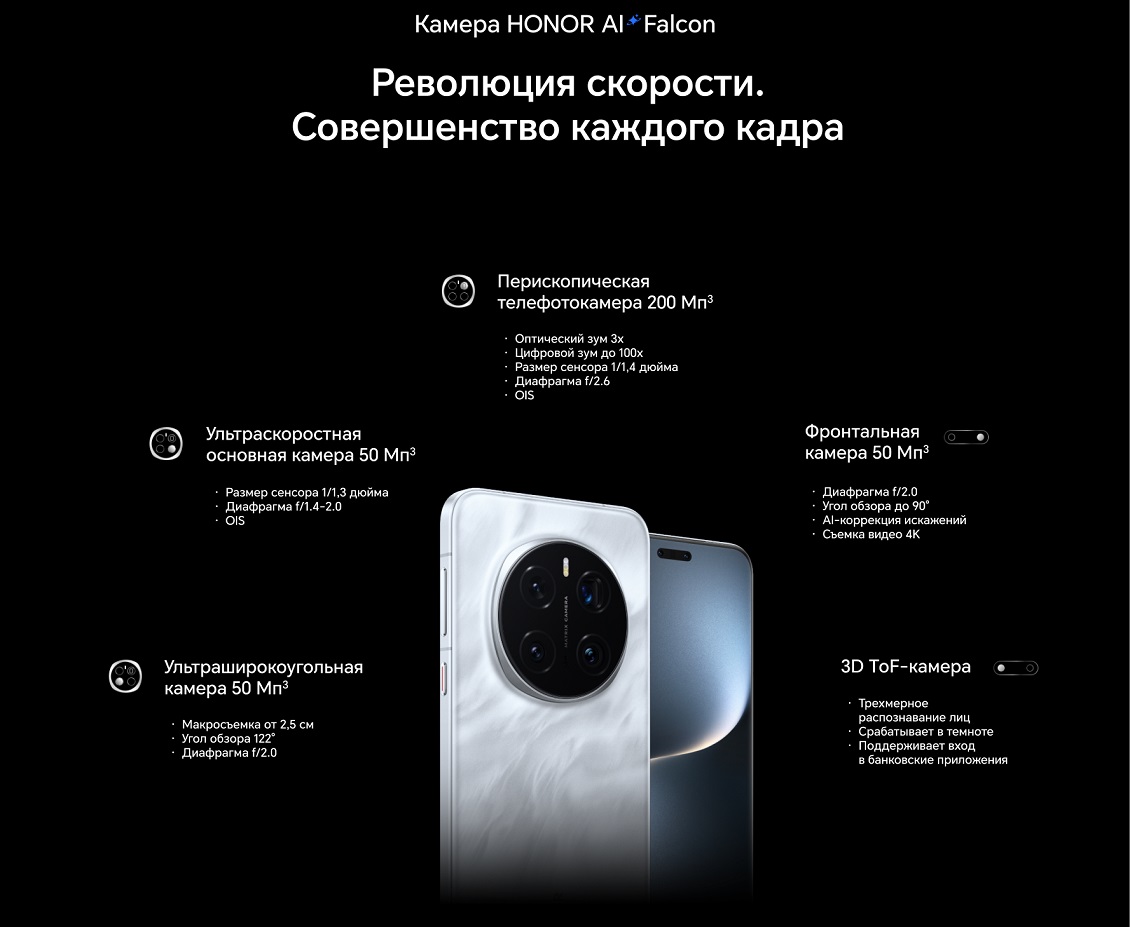 Камера HONOR AI Falcon
Революция скорости.
Совершенство каждого кадра
Перископическая
телефотокамера 200 Мп³
· Оптический зум 3x
· Цифровой зум до 100x
· Размер сенсора 1/1,4 дюйма
· Диафрагма f/2.6
· OIS
Ультраскоростная
основная камера 50 Мп³
· Размер сенсора 1/1,3 дюйма
· Диафрагма f/1.4-2.0
· OIS
Фронтальная
камера 50 Мп³
· Диафрагма f/2.0
· Угол обзора до 90°
· AI-коррекция искажений
· Съемка видео 4K
Ультраширокоугольная
камера 50 Мп³
· Макросъемка от 2,5 см
· Угол обзора 122°
· Диафрагма f/2.0
3D ToF-камера
· Трехмерное
распознавание лиц
· Срабатывает в темноте
· Поддерживает вход
в банковские приложения
MATRIX CAMERA